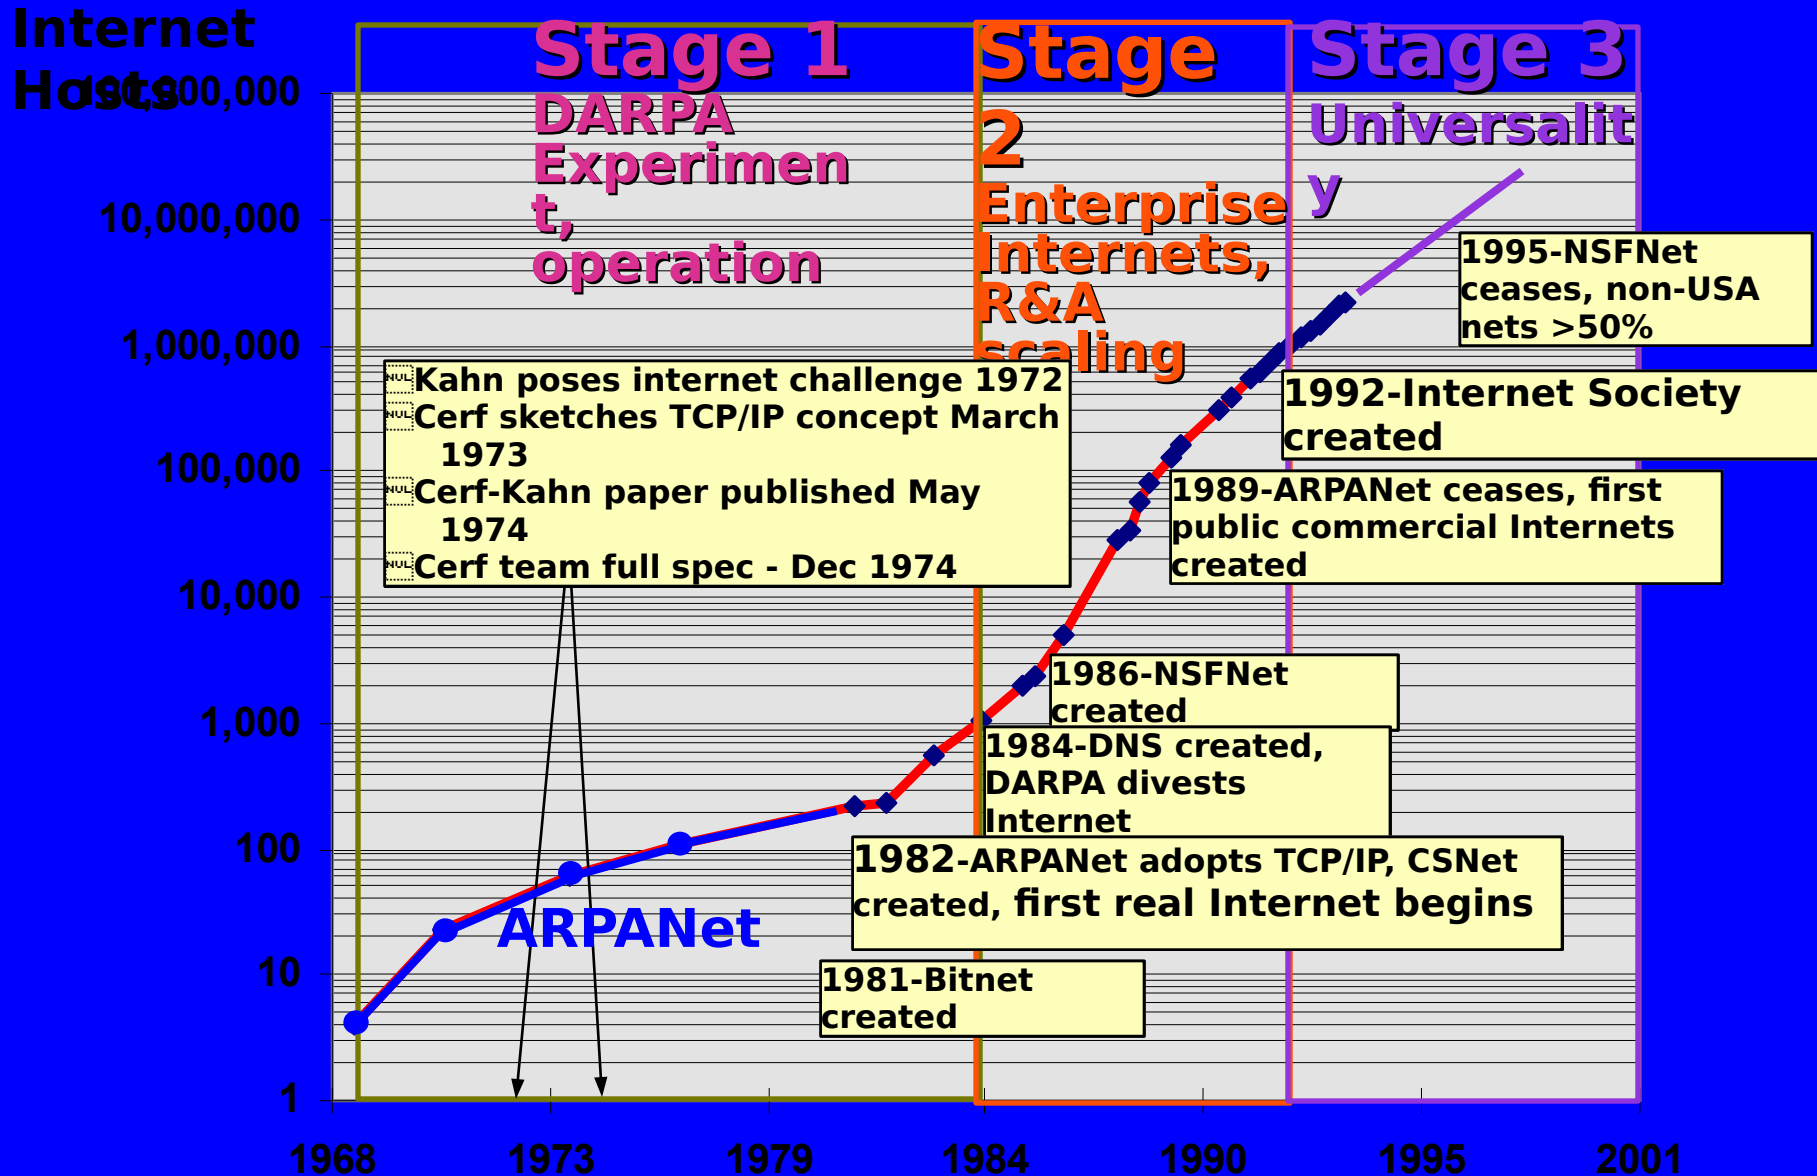 Internet
Hosts
Stage 1
DARPA
Experimen
t,
operation
Stage
2
Enterprise
Internets,
R&A
scaling
Stage 3
Universalit
y
100,000,000
10,000,000
1,000,000
100,000
10,000
1,000
100
10
1
1995-NSFNet
ceases, non-USA
nets >50%
Kahn poses internet challenge 1972
Cerf sketches TCP/IP concept March
1973
Cerf-Kahn paper published May
1974
Cerf team full spec - Dec 1974
1992-Internet Society
created
1989-ARPANet ceases, first
public commercial Internets
created
1986-NSFNet
created
1984-DNS created,
DARPA divests
Internet
1982-ARPANet adopts TCP/IP, CSNet
created, first real Internet begins
ARPANet
1981-Bitnet
created
1968 1973 1979 1984 1990 1995 2001